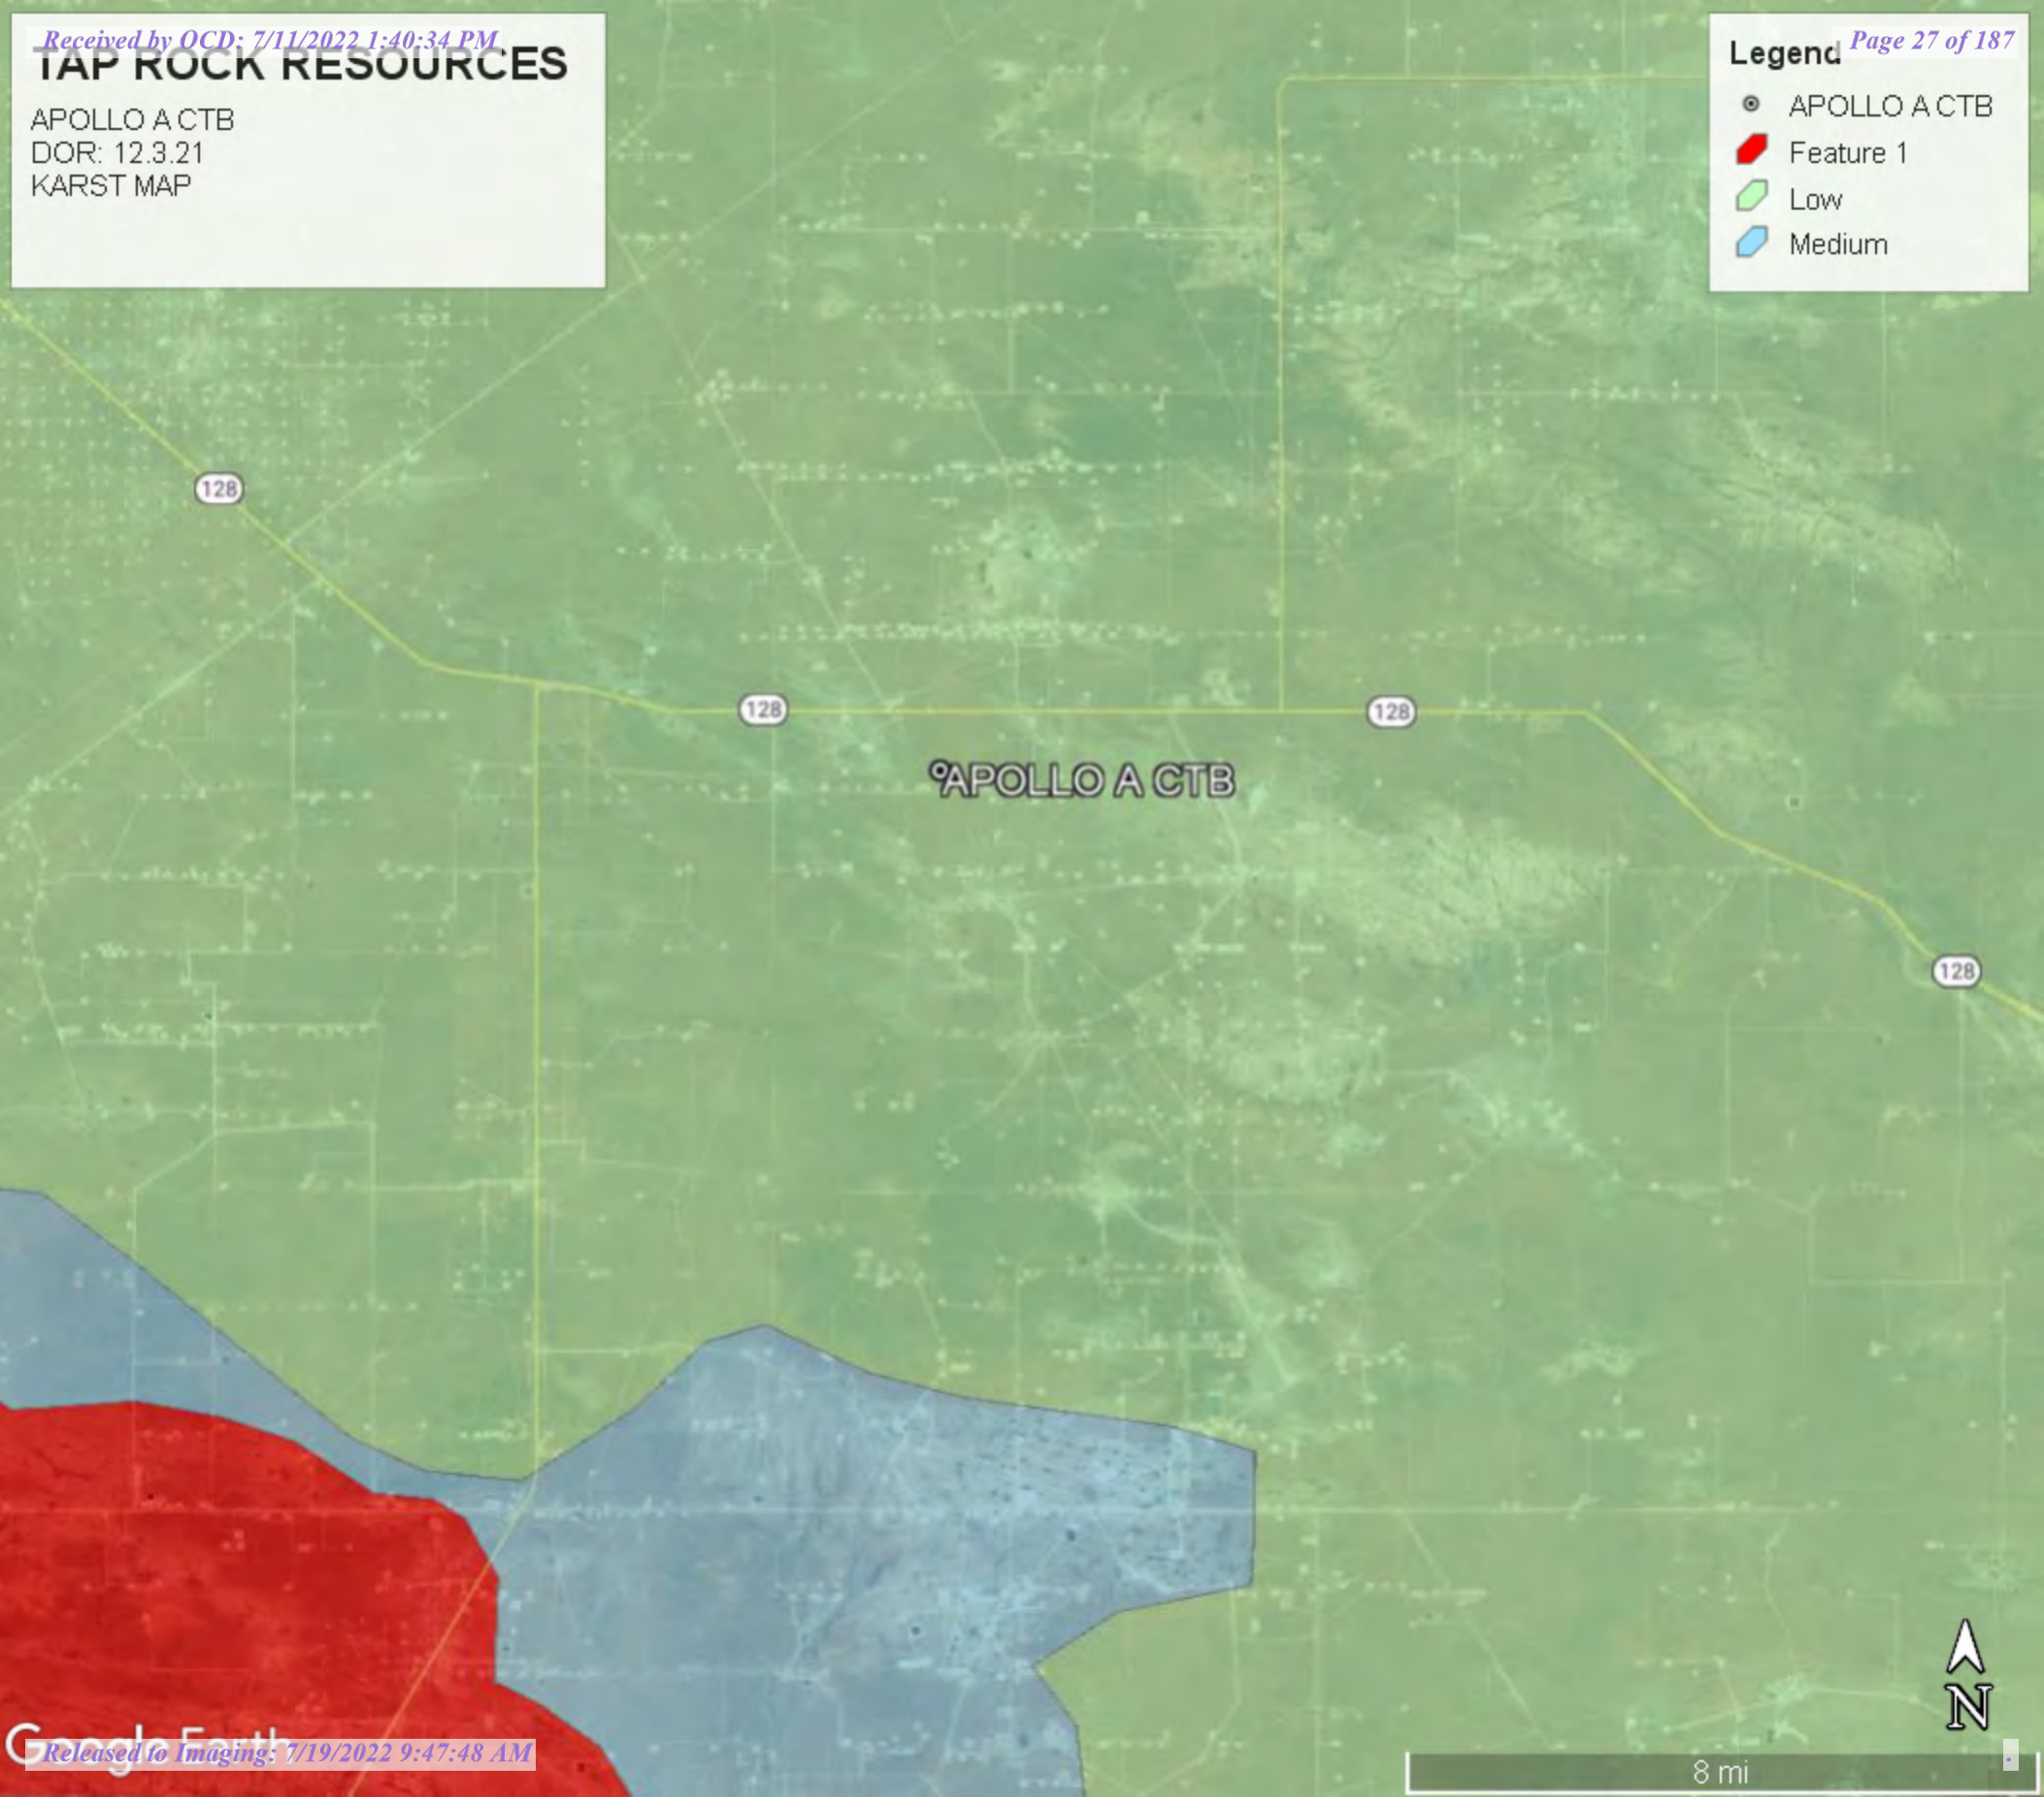 Received by OCD: 7/11/2022 1:40:34 PM
Page 27 of 187
TAP ROCK RESOURCES
APOLLO A CTB
DOR: 12.3.21
KARST MAP
Legend
APOLLO A CTB
Feature 1
Low
Medium
128
128
128
APOLLO A CTB
128
N
Google Earth
Released to Imaging: 7/19/2022 9:47:48 AM
8 mi